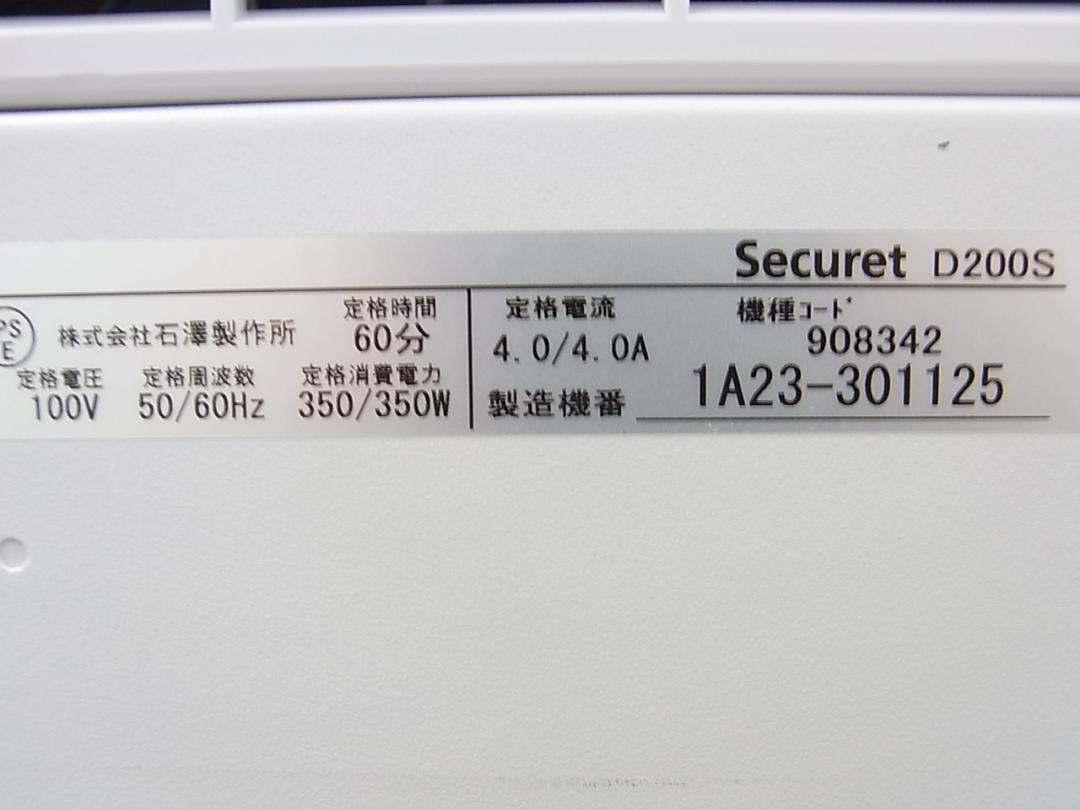 Securet D200S
PS
E
株式会社石澤製作所
定格時間
60分
定格電圧
100V
定格周波数
50/60Hz
定格消費電力
350/350W
定格電流
4.0/4.0A
機種コード
908342
製造機番
1A23-301125